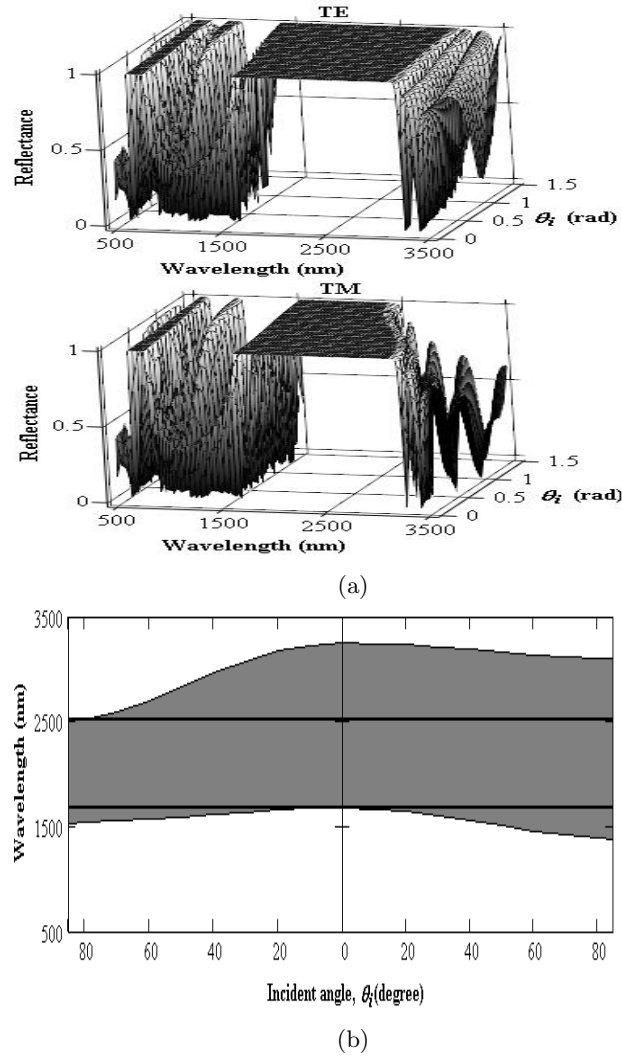 TE
Reflectance
1
0.5
0
500
1500
2500
3500
Wavelength (nm)
0
0.5
1
1.5
θi (rad)
TM
Reflectance
1
0.5
0
500
1500
2500
3500
Wavelength (nm)
0
0.5
1
1.5
θi (rad)
(a)
Wavelength (nm)
3500
2500
1500
500
80 60 40 20 0 20 40 60 80
Incident angle, θi(degree)
(b)